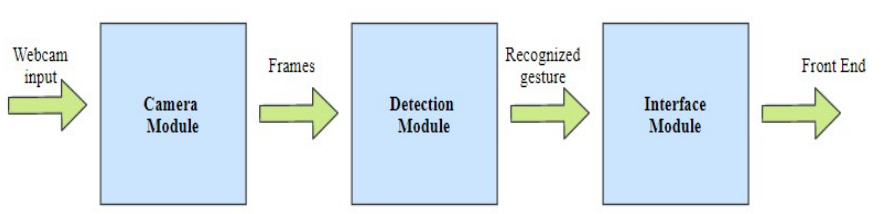 Webcam
input
Camera
Module
Frames
Detection
Module
Recognized
gesture
Interface
Module
Front End